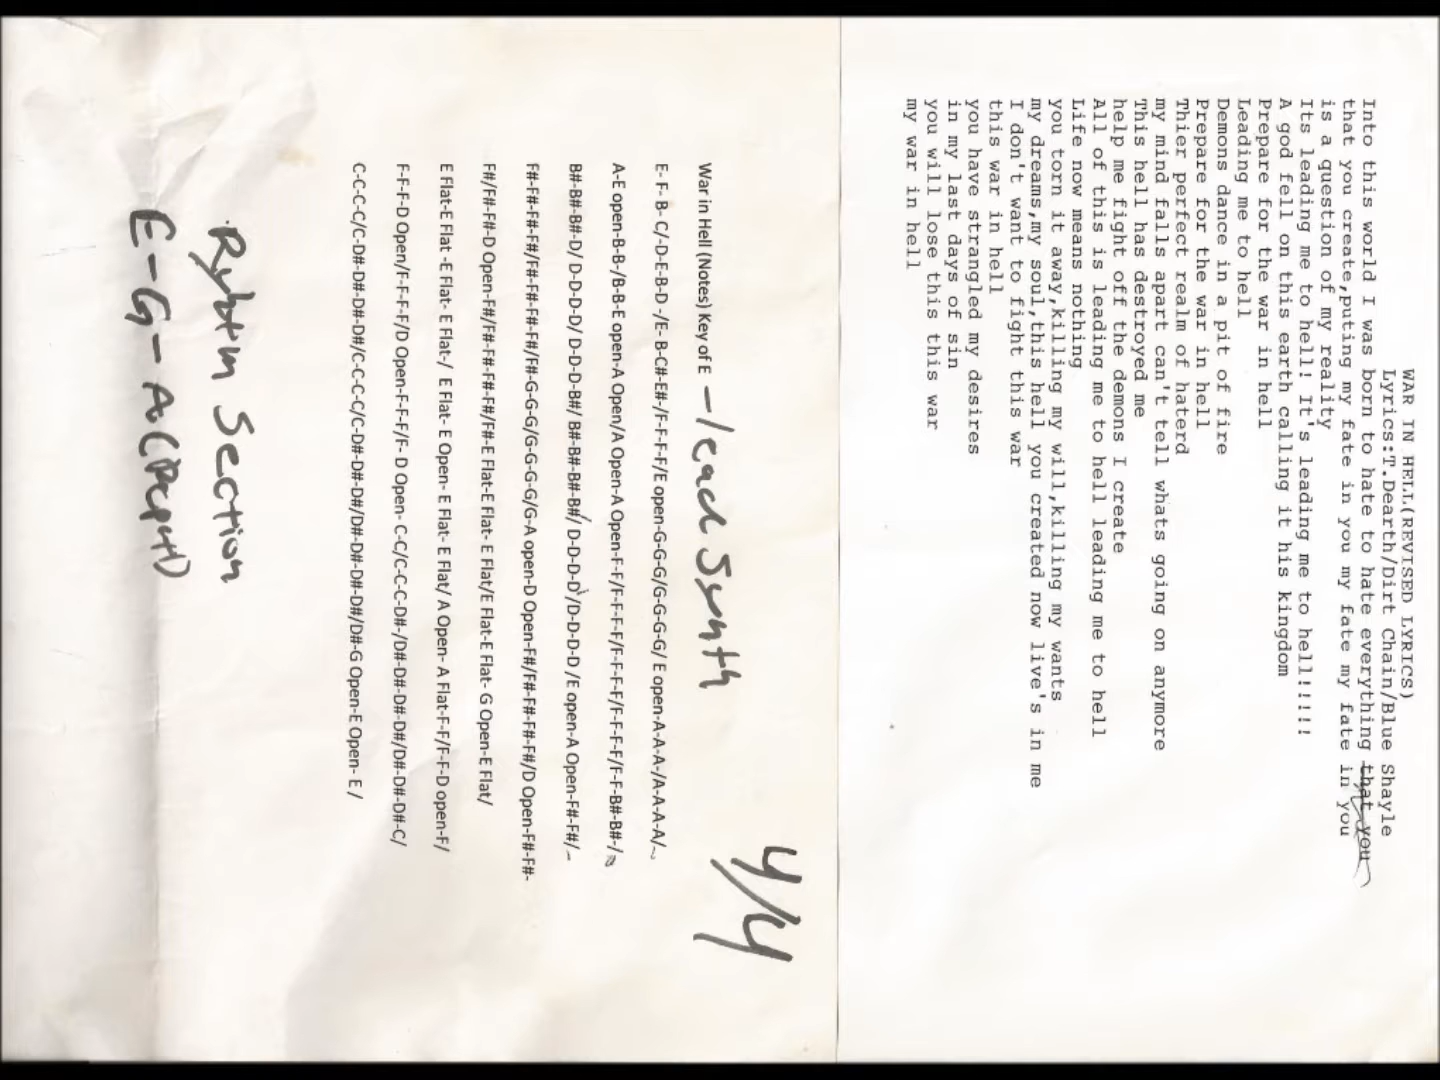 WAR IN HELL(REVISED LYRICS)
Lyrics:T.Dearth/Dirt Chain/Blue Shayle
Into this world I was born to hate to hate everything that you
that you create,puting my fate in you my fate my fate in you
is a question of my reality
Its leading me to hell! It's leading me to hell!!!!!
A god fell on this earth calling it his kingdom
Prepare for the war in hell
Leading me to hell
Demons dance in a pit of fire
Prepare for the war in hell
Thier perfect realm of haterd
my mind falls apart can't tell whats going on anymore
This hell has destroyed me
help me fight off the demons I create
All of this is leading me to hell leading me to hell
Life now means nothing
you torn it away,killing my will,killing my wants
my dreams,my soul,this hell you created now live's in me
I don't want to fight this war
this war in hell
you have strangled my desires
in my last days of sin
you will lose this this war
my war in hell
4/4
War in Hell (Notes) Key of E - lead Synth
E- F- B- C/-D-E-B-D -/E- B-C#-E#-/F-F-F-F/E open-G-G-G/G-G-G-G/ E open-A-A-A-/A-A-A-A/-
A-E open-B-B-/B-B-E open-A Open/A Open-A Open-F-F/F-F-F-F/F-F-F-F/F-F-F-F/F-F-B#-B#-/
B#-B#-B#-D/ D-D-D-D/ D-D-D-B#/ B#-B#-B#-B#/ D-D-D-D/D-D-D-D /E open-A Open-F#-F#/-
F#-F#-F#-F#/F#-F#-F#-F#/F#-G-G-G/G-G-G-G/G-A open-D Open-F#/F#-F#-F#-F#/D Open-F#-F#-
F#/F#-F#-D Open-F#/F#-F#-F#-F#/F#-E Flat-E Flat- E Flat/E Flat-E Flat- G Open-E Flat/
E Flat-E Flat -E Flat- E Flat-/ E Flat- E Open- E Flat- E Flat/ A Open- A Flat-F-F/F-F-D open-F/
F-F-F-D Open/F-F-F-F/D Open-F-F-F/F- D Open- C-C/C-C-C-D#-/D#-D#-D#-D#/D#-D#-D#-C/
C-C-C-C/C-D#-D#-D#-D#/C-C-C-C/C-D#-D#-D#/D#-D#-D#-D#/D#-G Open-E Open- E /
Rythm Section
E-G-A(Repeat)